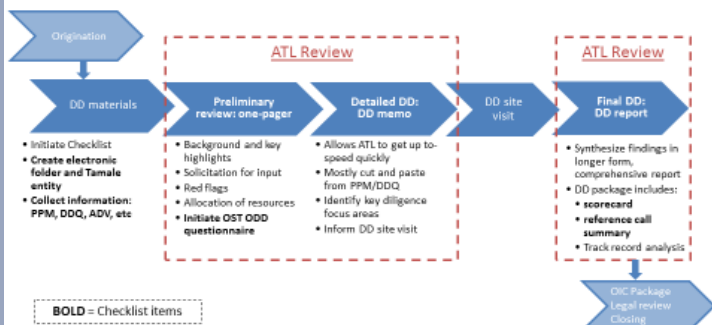 Origination
ATL Review
ATL Review
DD materials
Preliminary
review: one-pager
Detailed DD:
DD memo
DD site
visit
Final DD:
DD report
• Initiate Checklist
• Create electronic
folder and Tamale
entity
• Collect information:
PPM, DDQ, ADV, etc
• Background and key
highlights
• Solicitation for input
• Red flags
• Allocation of resources
• Initiate OST ODD
questionnaire
• Allows ATL to get up-to-
speed quickly
• Mostly cut and paste
from PPM/DDQ
• Identify key diligence
focus areas
• Inform DD site visit
• Synthesize findings in
longer form,
comprehensive report
• DD package includes:
• scorecard
• reference call
summary
• Track record analysis
BOLD = Checklist items
OIC Package
Legal review
Closing